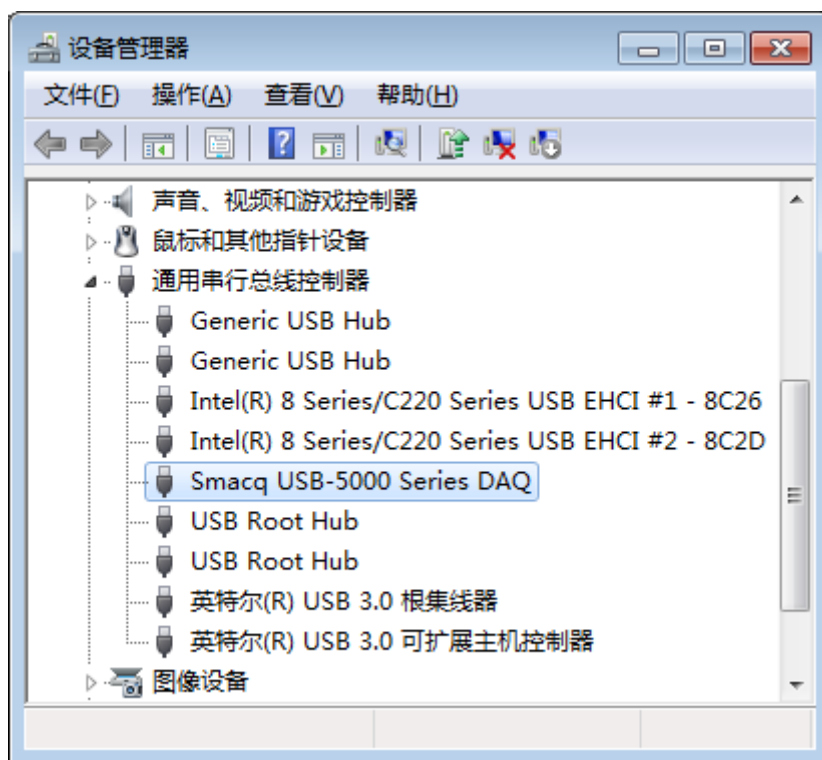 设备管理器
文件(F) 操作(A) 查看(V) 帮助(H)
声音、视频和游戏控制器
鼠标和其他指针设备
通用串行总线控制器
Generic USB Hub
Generic USB Hub
Intel(R) 8 Series/C220 Series USB EHCI #1 - 8C26
Intel(R) 8 Series/C220 Series USB EHCI #2 - 8C2D
Smacq USB-5000 Series DAQ
USB Root Hub
USB Root Hub
英特尔(R) USB 3.0 根集线器
英特尔(R) USB 3.0 可扩展主机控制器
图像设备